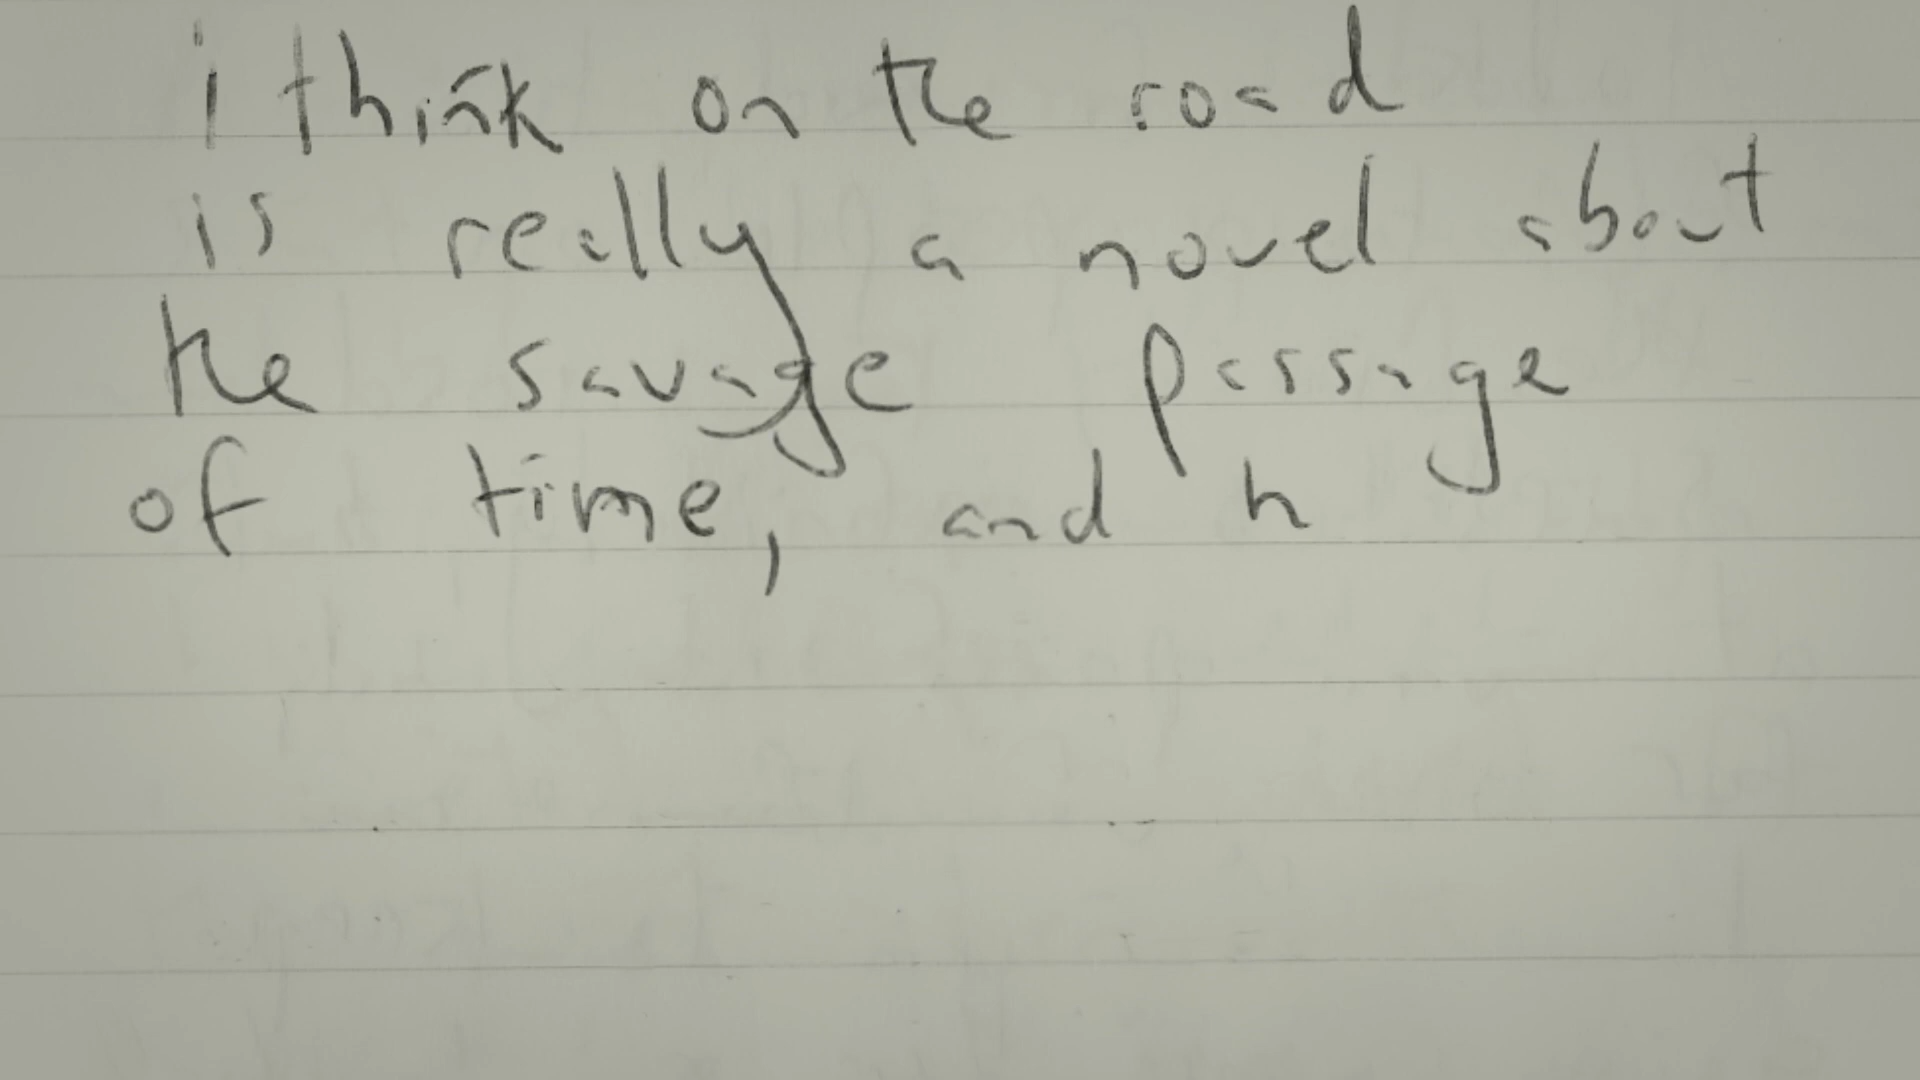 i think on the road
is really a novel about
the savage passage
of time, and h